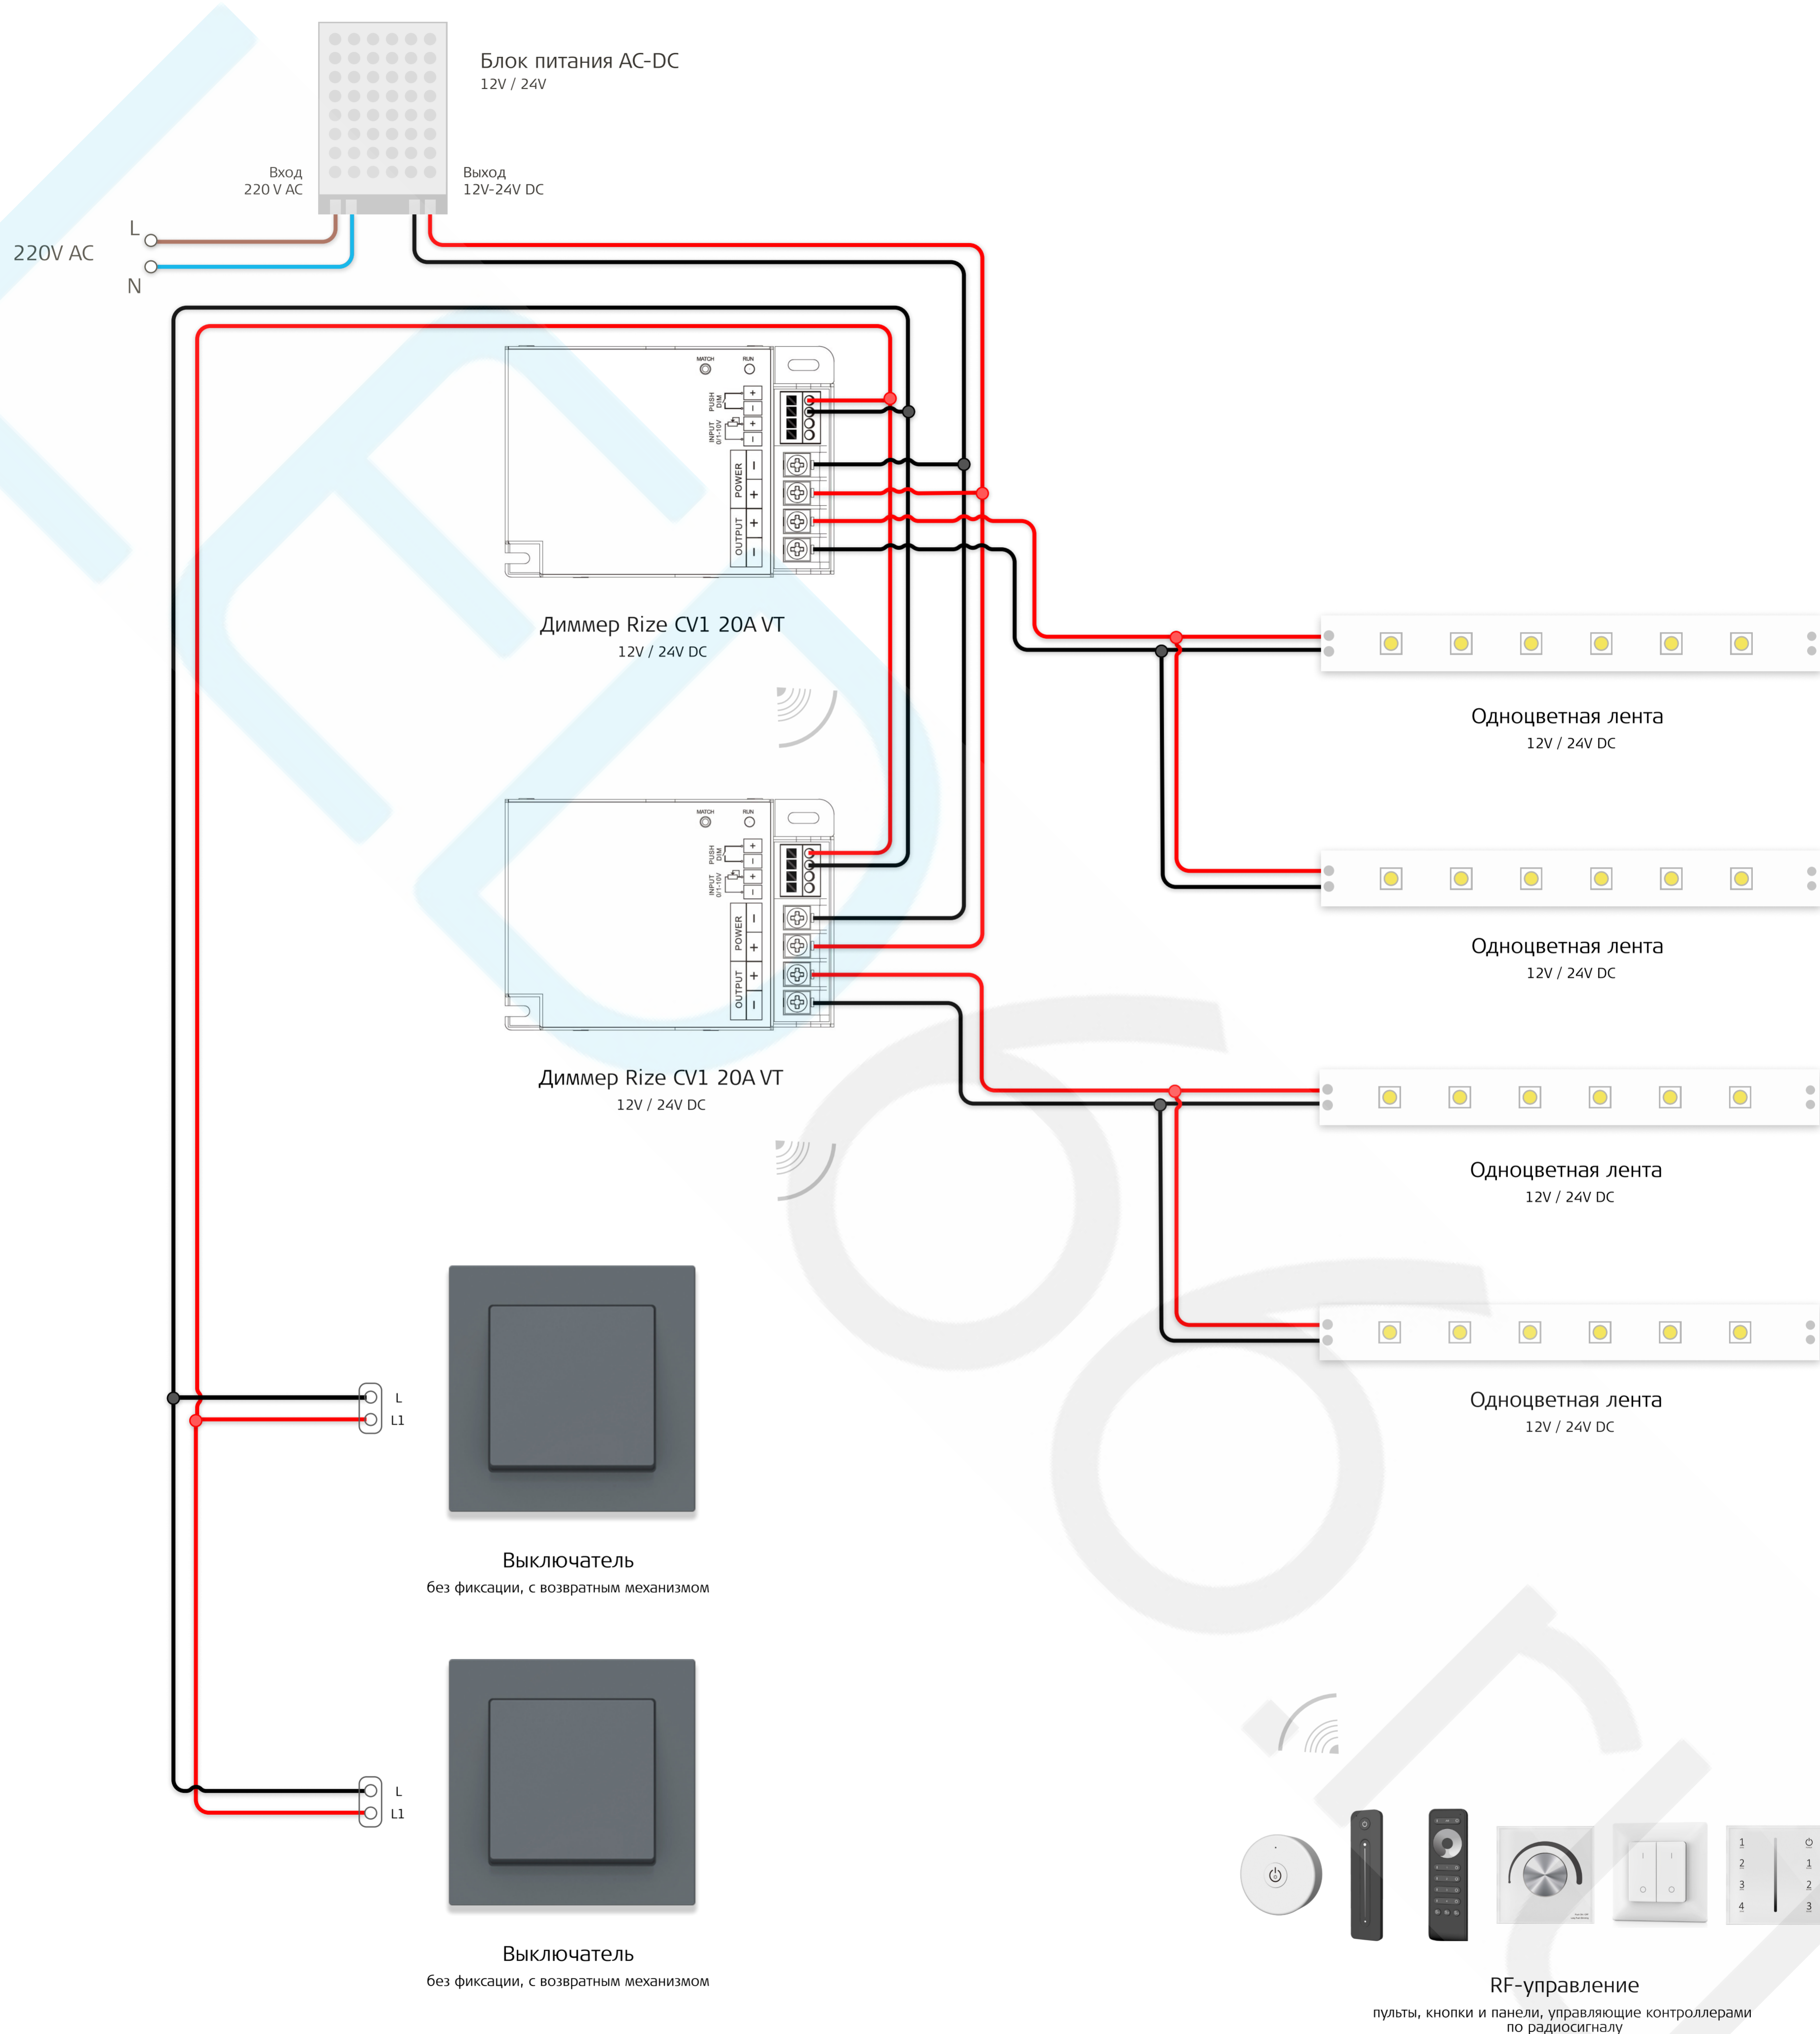 Блок питания AC-DC
12V / 24V
Вход
220 V AC
Выход
12V-24V DC
L
220V AC
N
MATCH
RUN
PUSH
DIM
+
−
INPUT
0/1-10V
+
−
POWER
−
+
OUTPUT
+
−
Диммер Rize CV1 20A VT
12V / 24V DC
Одноцветная лента
12V / 24V DC
MATCH
RUN
PUSH
DIM
+
−
INPUT
0/1-10V
+
−
POWER
−
+
OUTPUT
+
−
Диммер Rize CV1 20A VT
12V / 24V DC
Одноцветная лента
12V / 24V DC
Одноцветная лента
12V / 24V DC
Одноцветная лента
12V / 24V DC
L
L1
Выключатель
без фиксации, с возвратным механизмом
L
L1
Выключатель
без фиксации, с возвратным механизмом
1
2
3
4
1
2
3
RF-управление
пульты, кнопки и панели, управляющие контроллерами
по радиосигналу